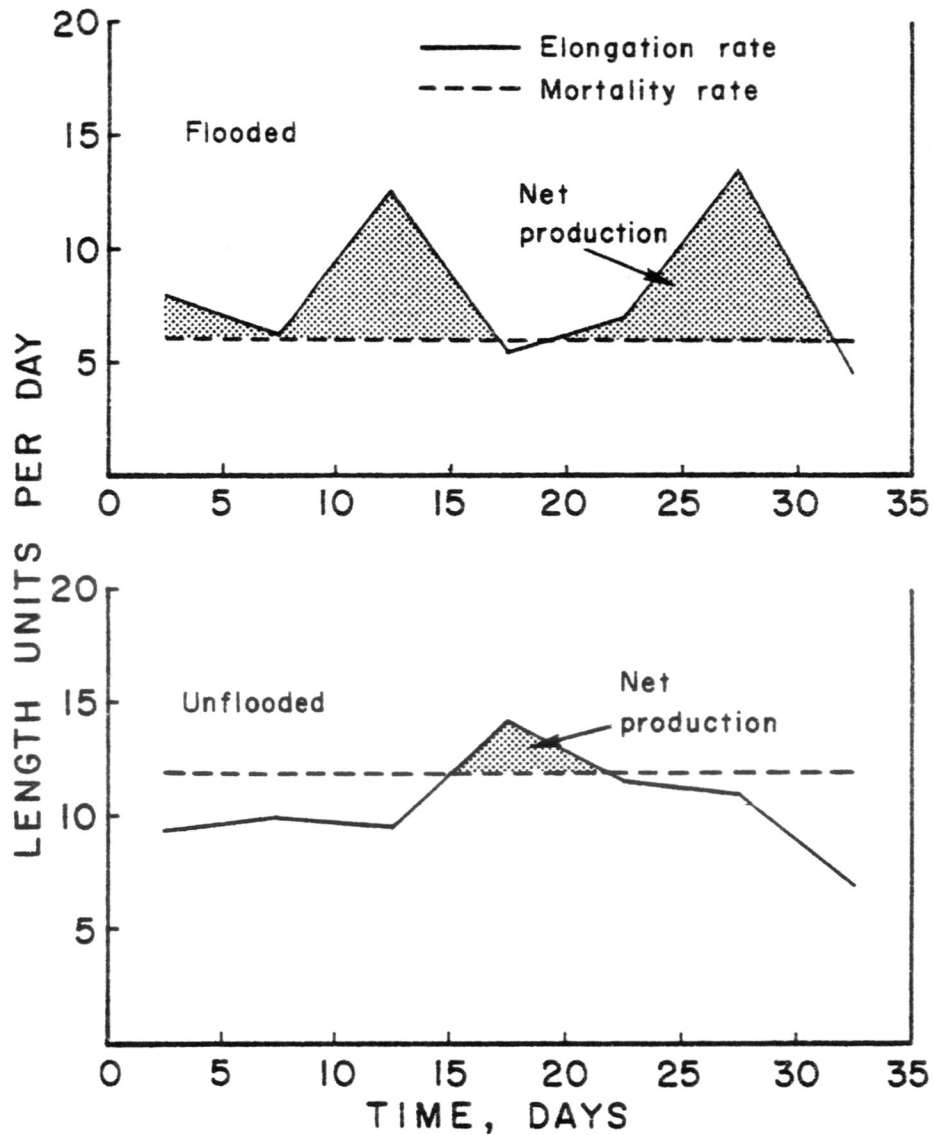 20
Elongation rate
Mortality rate
15
Flooded
Net
production
10
5
0 5 10 15 20 25 30 35
LENGTH UNITS PER DAY
20
15
Unflooded
Net
production
10
5
0 5 10 15 20 25 30 35
TIME, DAYS